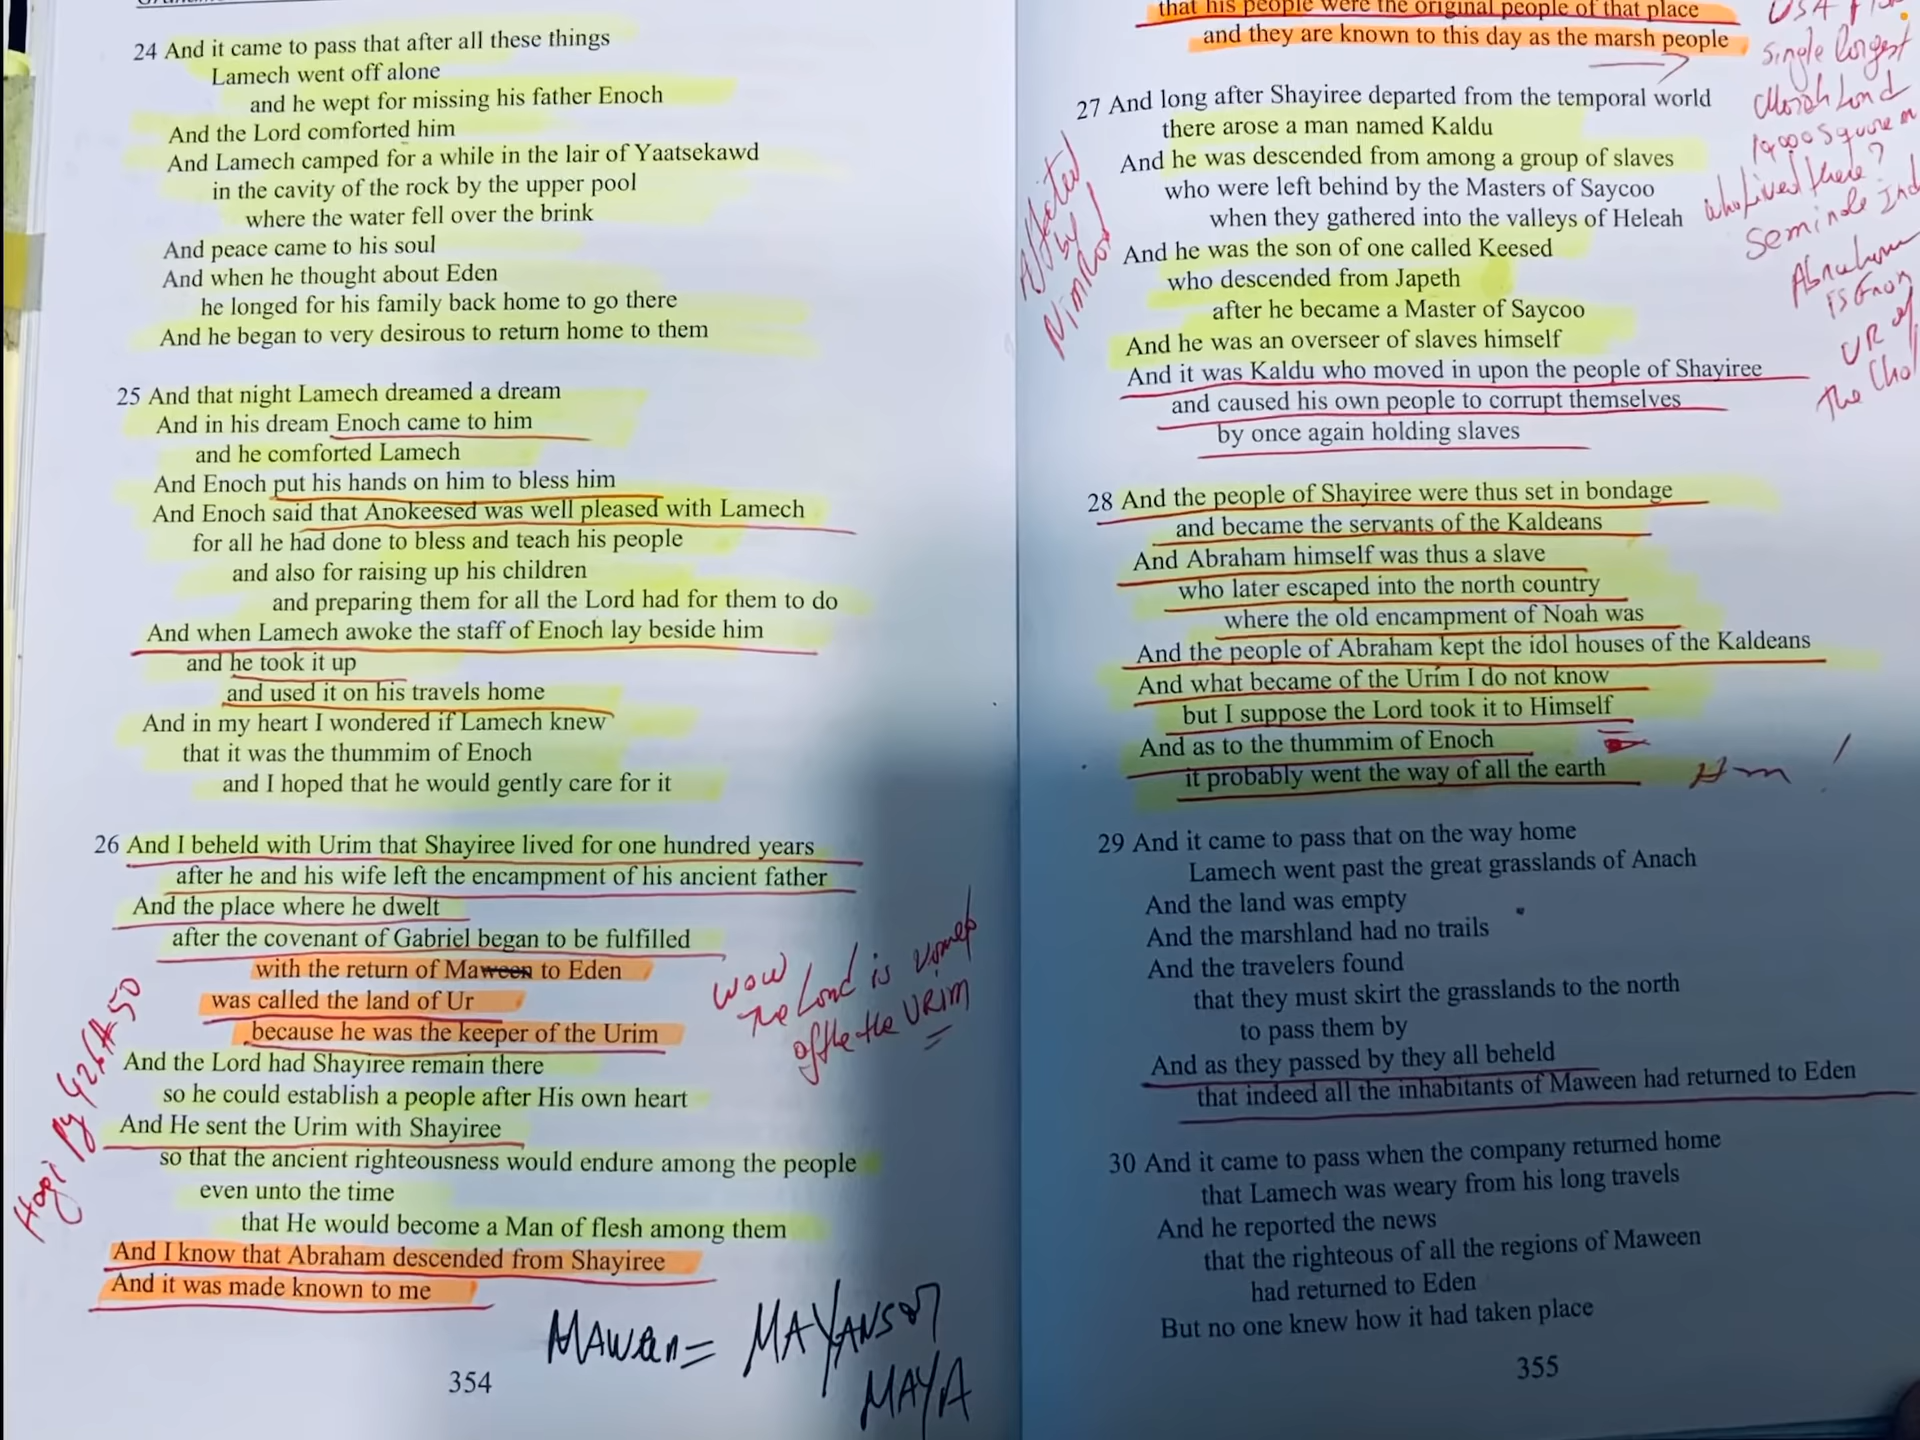 24 And it came to pass that after all these things
Lamech went off alone
and he wept for missing his father Enoch
And the Lord comforted him
And Lamech camped for a while in the lair of Yaatsekawd
in the cavity of the rock by the upper pool
where the water fell over the brink
And peace came to his soul
And when he thought about Eden
he longed for his family back home to go there
And he began to very desirous to return home to them
25 And that night Lamech dreamed a dream
And in his dream Enoch came to him
and he comforted Lamech
And Enoch put his hands on him to bless him
And Enoch said that Anokeesed was well pleased with Lamech
for all he had done to bless and teach his people
and also for raising up his children
and preparing them for all the Lord had for them to do
And when Lamech awoke the staff of Enoch lay beside him
and he took it up
and used it on his travels home
And in my heart I wondered if Lamech knew
that it was the thummim of Enoch
and I hoped that he would gently care for it
26 And I beheld with Urim that Shayiree lived for one hundred years
after he and his wife left the encampment of his ancient father
And the place where he dwelt
after the covenant of Gabriel began to be fulfilled
with the return of Maween to Eden
was called the land of Ur
because he was the keeper of the Urim
And the Lord had Shayiree remain there
so he could establish a people after His own heart
And He sent the Urim with Shayiree
so that the ancient righteousness would endure among the people
even unto the time
that He would become a Man of flesh among them
And I know that Abraham descended from Shayiree
And it was made known to me
wow
The Lord is
of the the URIM
Hagi Pg 426 # 50
MAWEEn = MAYANS or
MAYA
354
that his people were the original people of that place
and they are known to this day as the marsh people
USA
single largest
Marsh Land
Square
who Lived there?
Seminole Ind
Abraham
is from
UR of
The Chal
27 And long after Shayiree departed from the temporal world
there arose a man named Kaldu
And he was descended from among a group of slaves
who were left behind by the Masters of Saycoo
when they gathered into the valleys of Heleah
And he was the son of one called Keesed
who descended from Japeth
after he became a Master of Saycoo
And he was an overseer of slaves himself
And it was Kaldu who moved in upon the people of Shayiree
and caused his own people to corrupt themselves
by once again holding slaves
by
Nimrod
28 And the people of Shayiree were thus set in bondage
and became the servants of the Kaldeans
And Abraham himself was thus a slave
who later escaped into the north country
where the old encampment of Noah was
And the people of Abraham kept the idol houses of the Kaldeans
And what became of the Urim I do not know
but I suppose the Lord took it to Himself
And as to the thummim of Enoch
it probably went the way of all the earth
Hm !
29 And it came to pass that on the way home
Lamech went past the great grasslands of Anach
And the land was empty
And the marshland had no trails
And the travelers found
that they must skirt the grasslands to the north
to pass them by
And as they passed by they all beheld
that indeed all the inhabitants of Maween had returned to Eden
30 And it came to pass when the company returned home
that Lamech was weary from his long travels
And he reported the news
that the righteous of all the regions of Maween
had returned to Eden
But no one knew how it had taken place
355